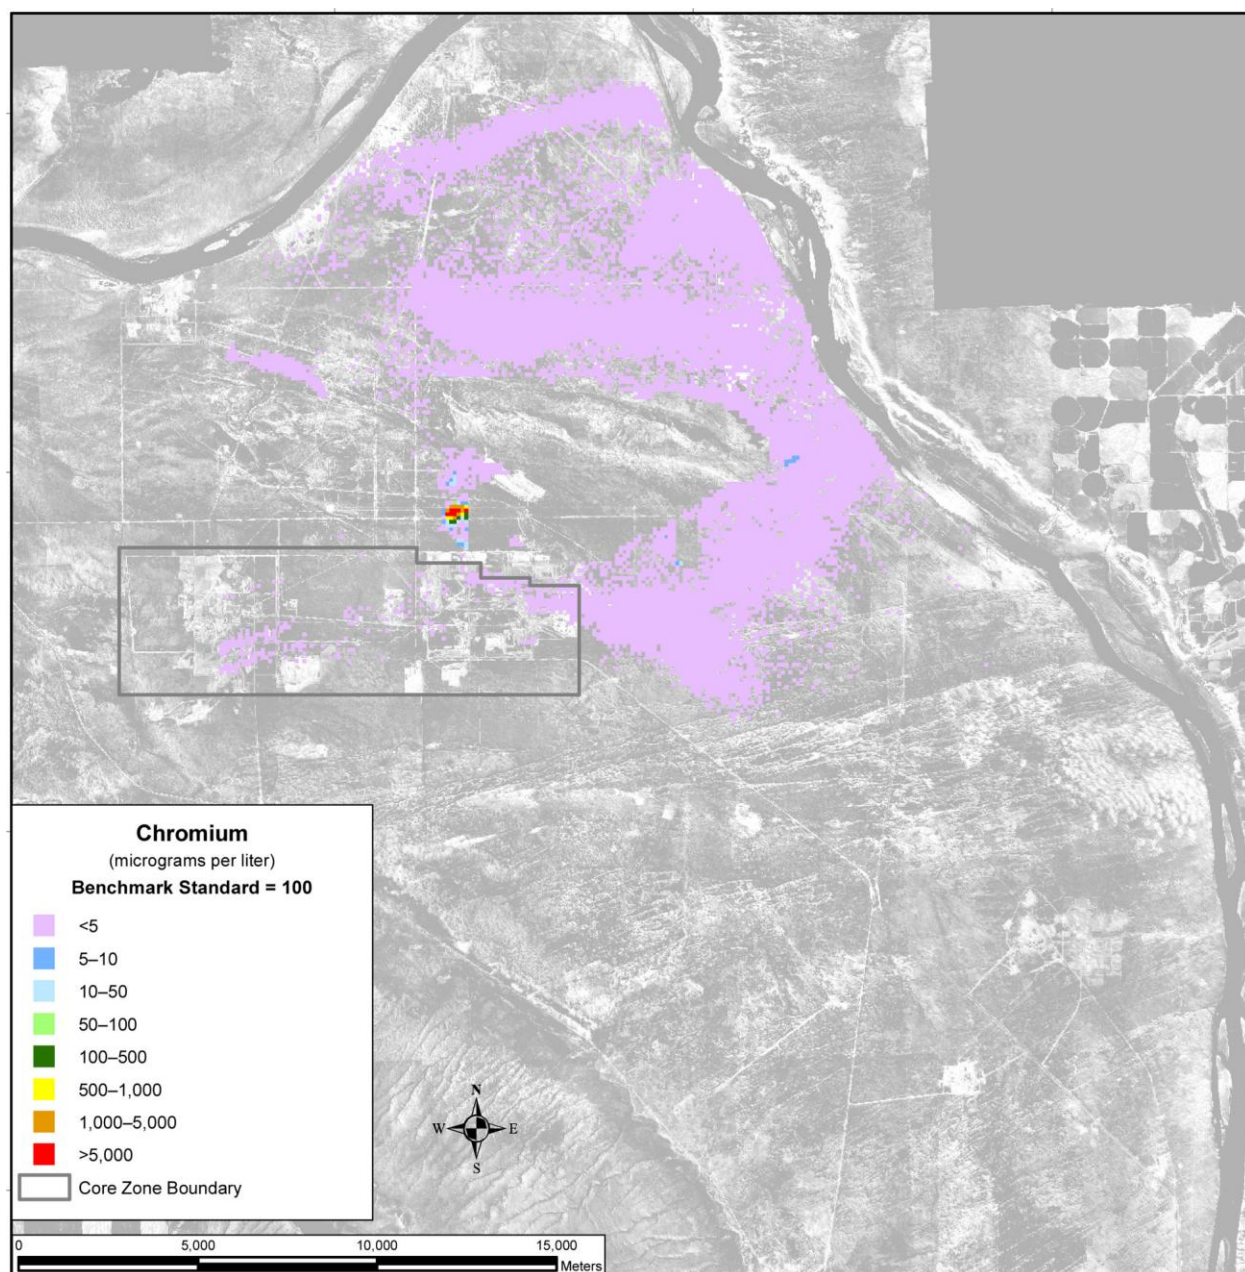 Chromium
(micrograms per liter)
Benchmark Standard = 100
<5
5–10
10–50
50–100
100–500
500–1,000
1,000–5,000
>5,000
Core Zone Boundary
N
W E
S
0 5,000 10,000 15,000
Meters